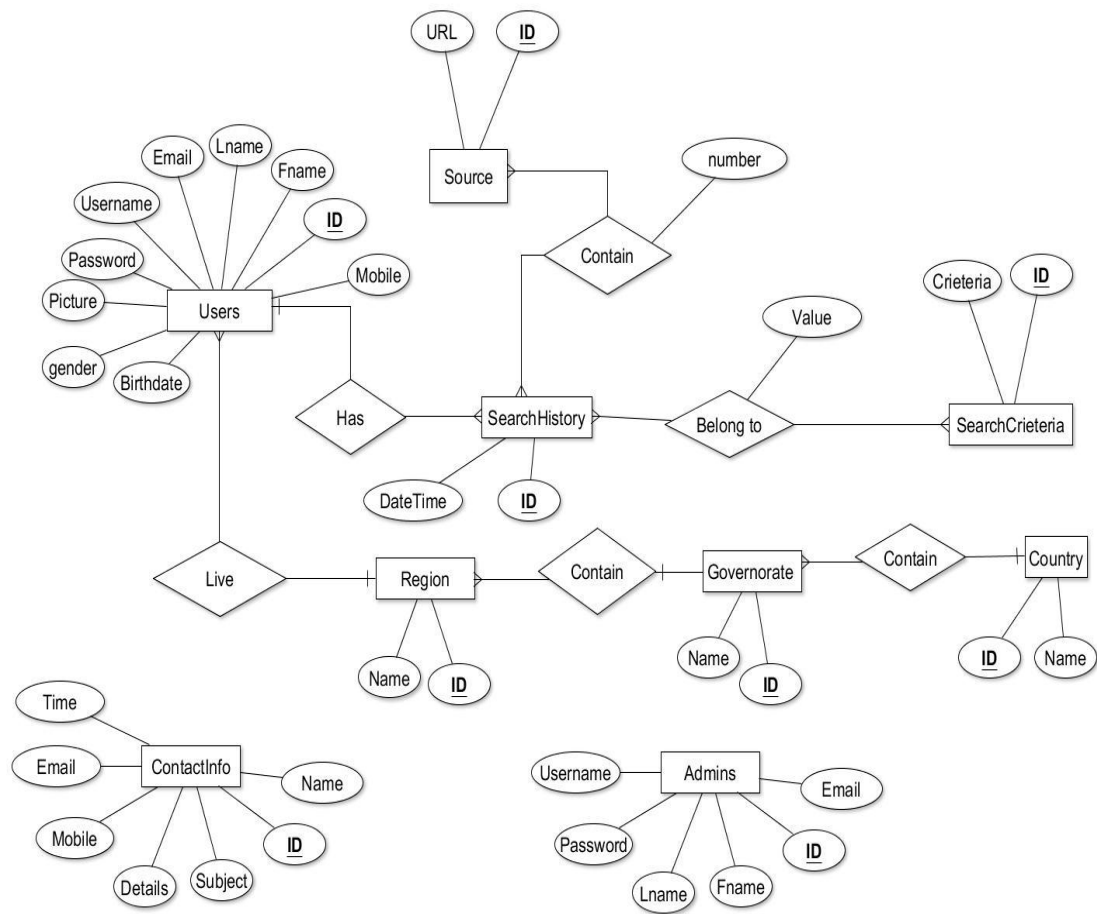 URL
ID
Source
number
Contain
Email
Lname
Fname
Username
ID
Password
Mobile
Picture
Users
gender
Birthdate
Has
SearchHistory
DateTime
ID
Value
Belong to
Crieteria
ID
SearchCrieteria
Live
Region
Name
ID
Contain
Governorate
Name
ID
Contain
Country
ID
Name
Time
Email
ContactInfo
Name
Mobile
ID
Details
Subject
Username
Admins
Email
Password
ID
Lname
Fname